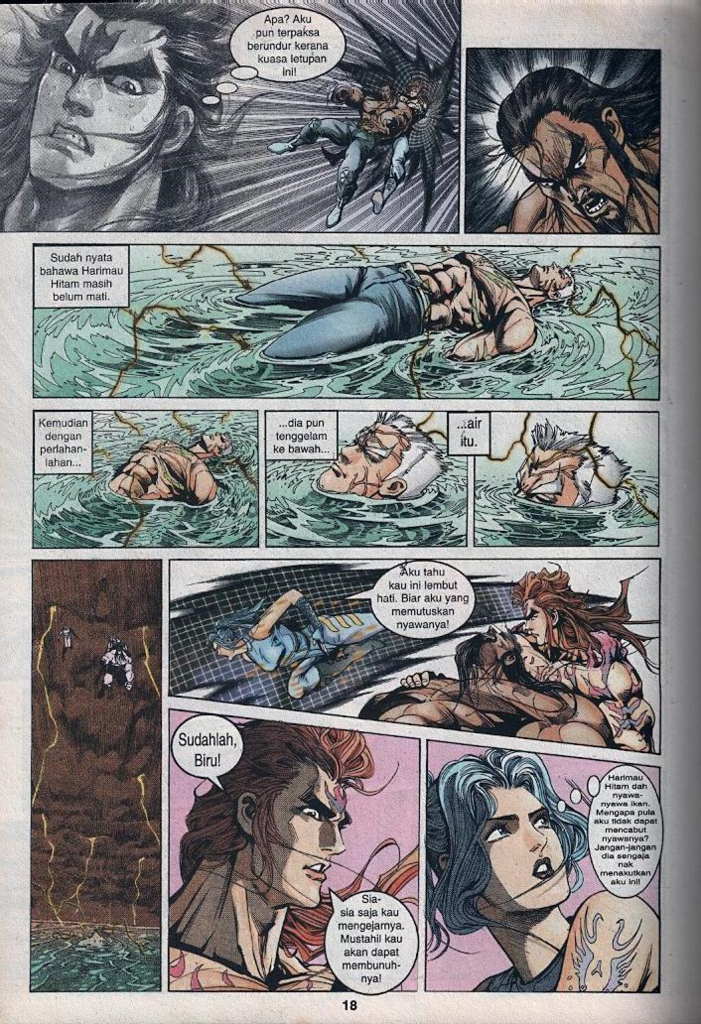 Apa? Aku
pun terpaksa
berundur kerana
kuasa letupan
ini!
Sudah nyata
bahawa Harimau
Hitam masih
belum mati.
Kemudian
dengan
perlahan-
lahan...
...dia pun
tenggelam
ke bawah...
...air
itu.
Aku tahu
kau ini lembut
hati. Biar aku yang
memutuskan
nyawanya!
Sudahlah,
Biru!
Sia-
sia saja kau
mengejarnya.
Mustahil kau
akan dapat
membunuh-
nya!
Harimau
Hitam dah
nyawa-
nyawa ikan.
Mengapa pula
aku tidak dapat
mencabut
nyawanya?
Jangan-jangan
dia sengaja
nak
menakutkan
aku ini!
18